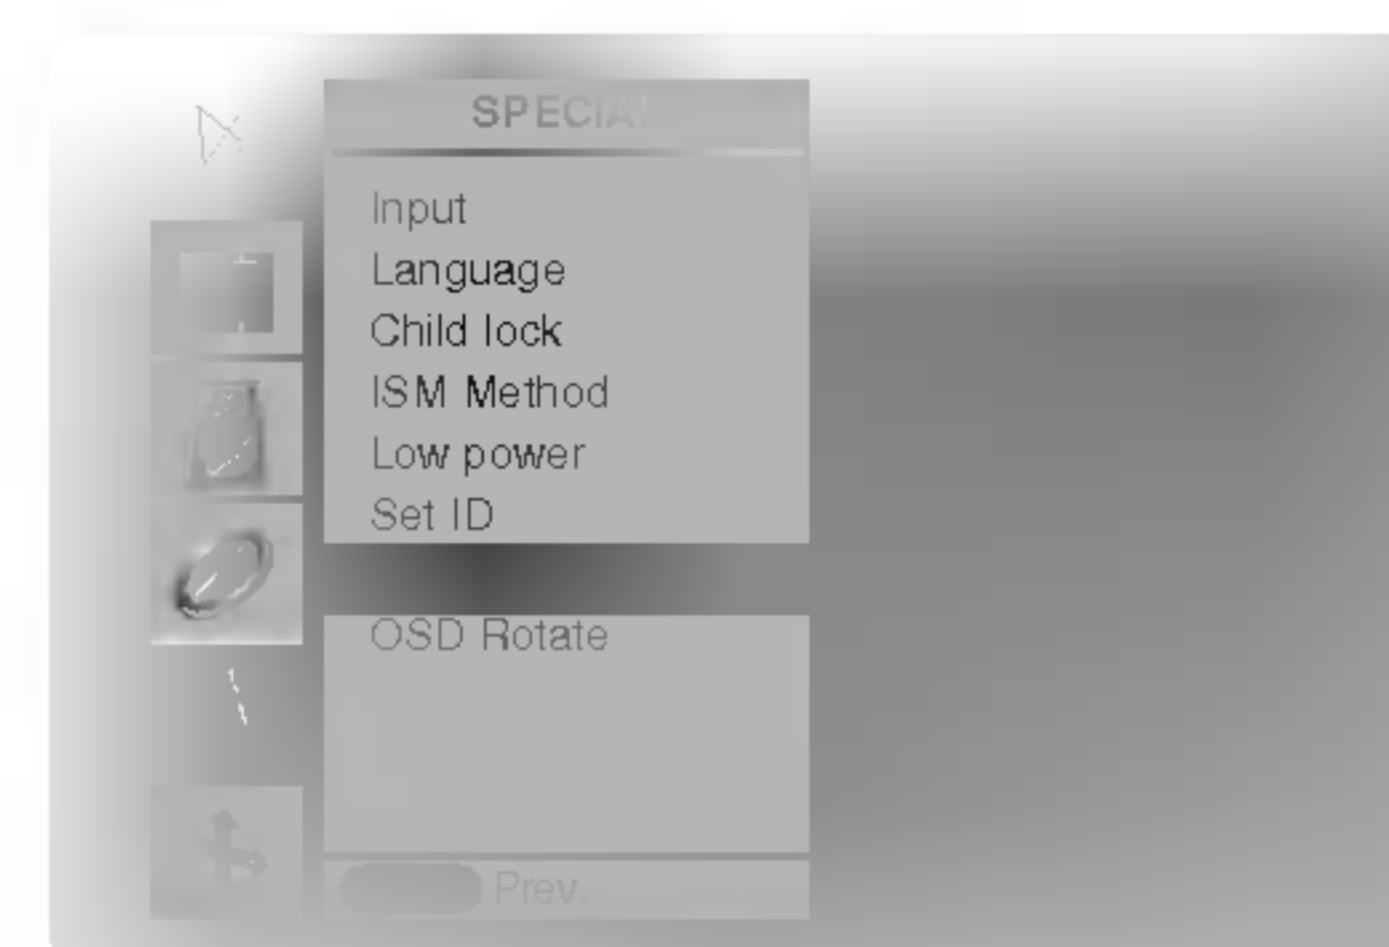 SPECIAL
Input
Language
Child lock
ISM Method
Low power
Set ID
OSD Rotate
Prev.